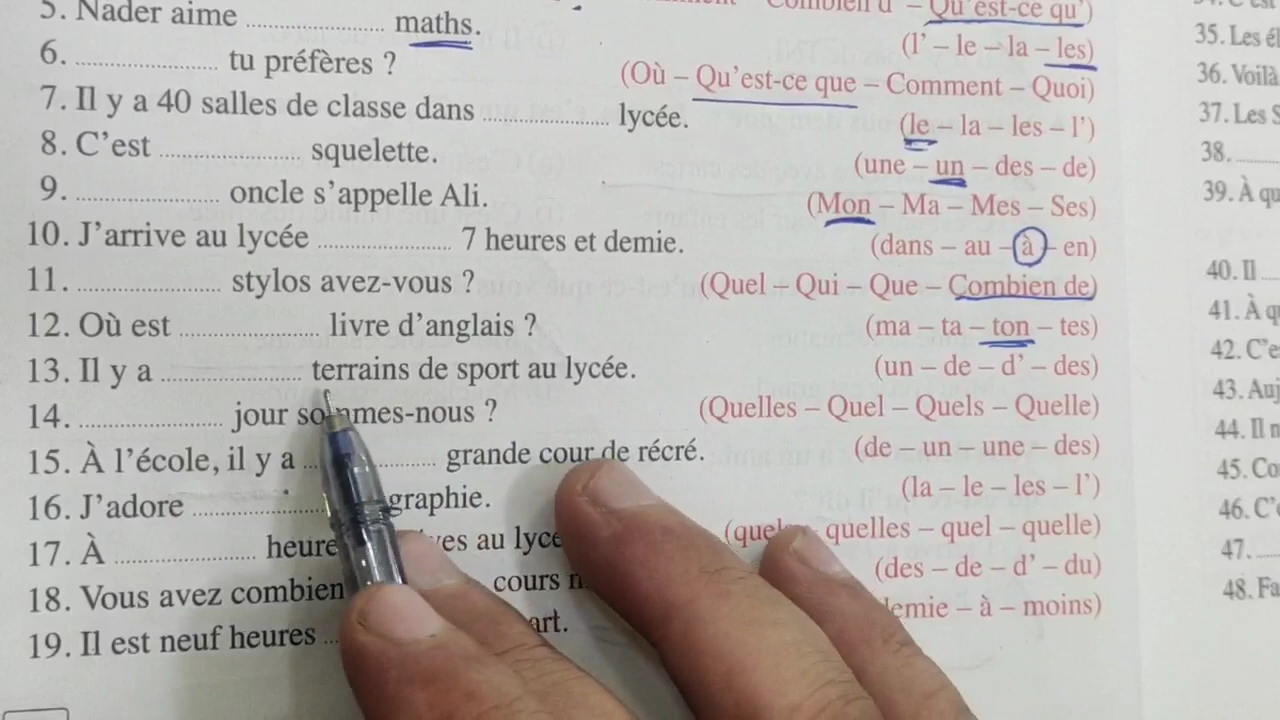 5. Nader aime ............ maths.
– Qu'est-ce qu')
(l' – le – la – les)
6. ............ tu préfères ?
(Où – Qu'est-ce que – Comment – Quoi)
7. Il y a 40 salles de classe dans ............ lycée.
(le – la – les – l')
8. C'est ............ squelette.
(une – un – des – de)
9. ............ oncle s'appelle Ali.
(Mon – Ma – Mes – Ses)
10. J'arrive au lycée ............ 7 heures et demie.
(dans – au – à – en)
11. ............ stylos avez-vous ?
(Quel – Qui – Que – Combien de)
12. Où est ............ livre d'anglais ?
(ma – ta – ton – tes)
13. Il y a ............ terrains de sport au lycée.
(un – de – d' – des)
14. ............ jour sommes-nous ?
(Quelles – Quel – Quels – Quelle)
15. À l'école, il y a ............ grande cour de récré.
(de – un – une – des)
16. J'adore ............ graphie.
(la – le – les – l')
17. À ............ heure au
quelles – quel – quelle)
18. Vous avez combien cours
(des – de – d' – du)
19. Il est neuf heures ...
– à – moins)
35. Les
36. Voilà
37. Les
38.
39. À
40. Il
41. À
42.
43.
44. Il
45.
46.
47.
48.